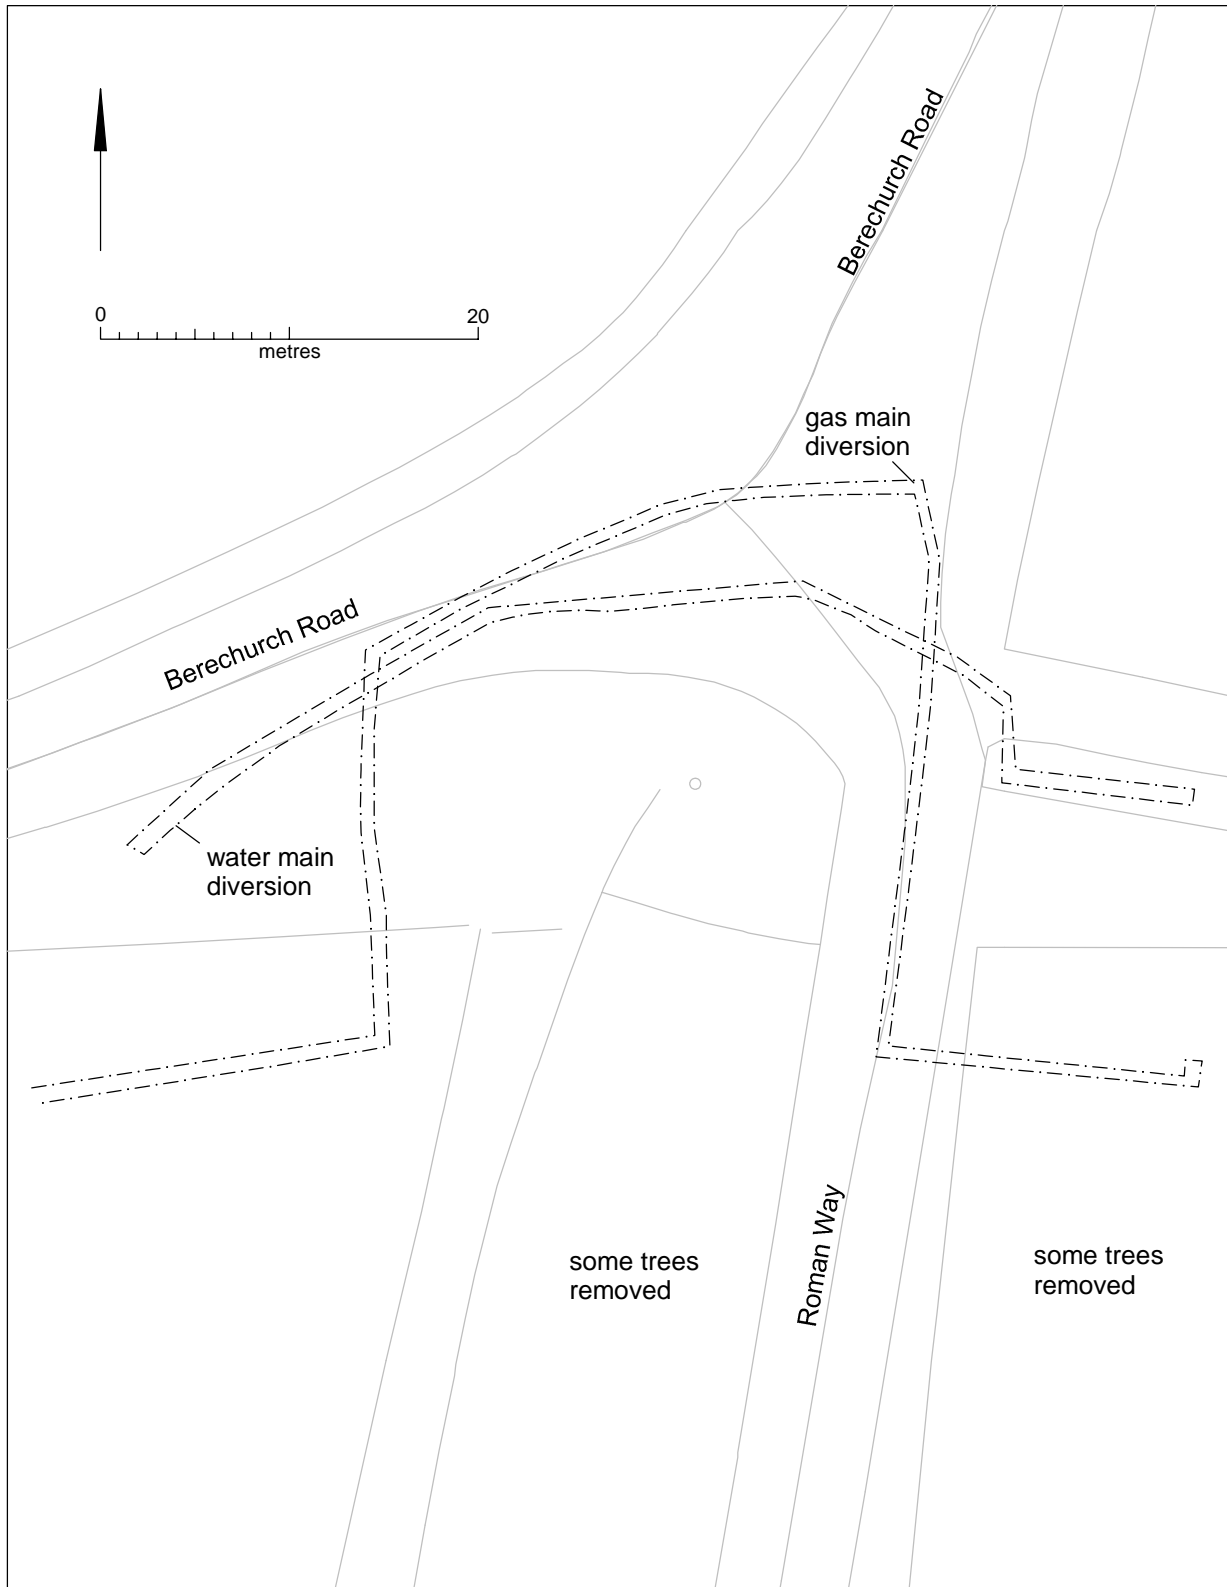 Berechurch Road
0
20
metres
gas main
diversion
Berechurch Road
water main
diversion
Roman Way
some trees
removed
some trees
removed